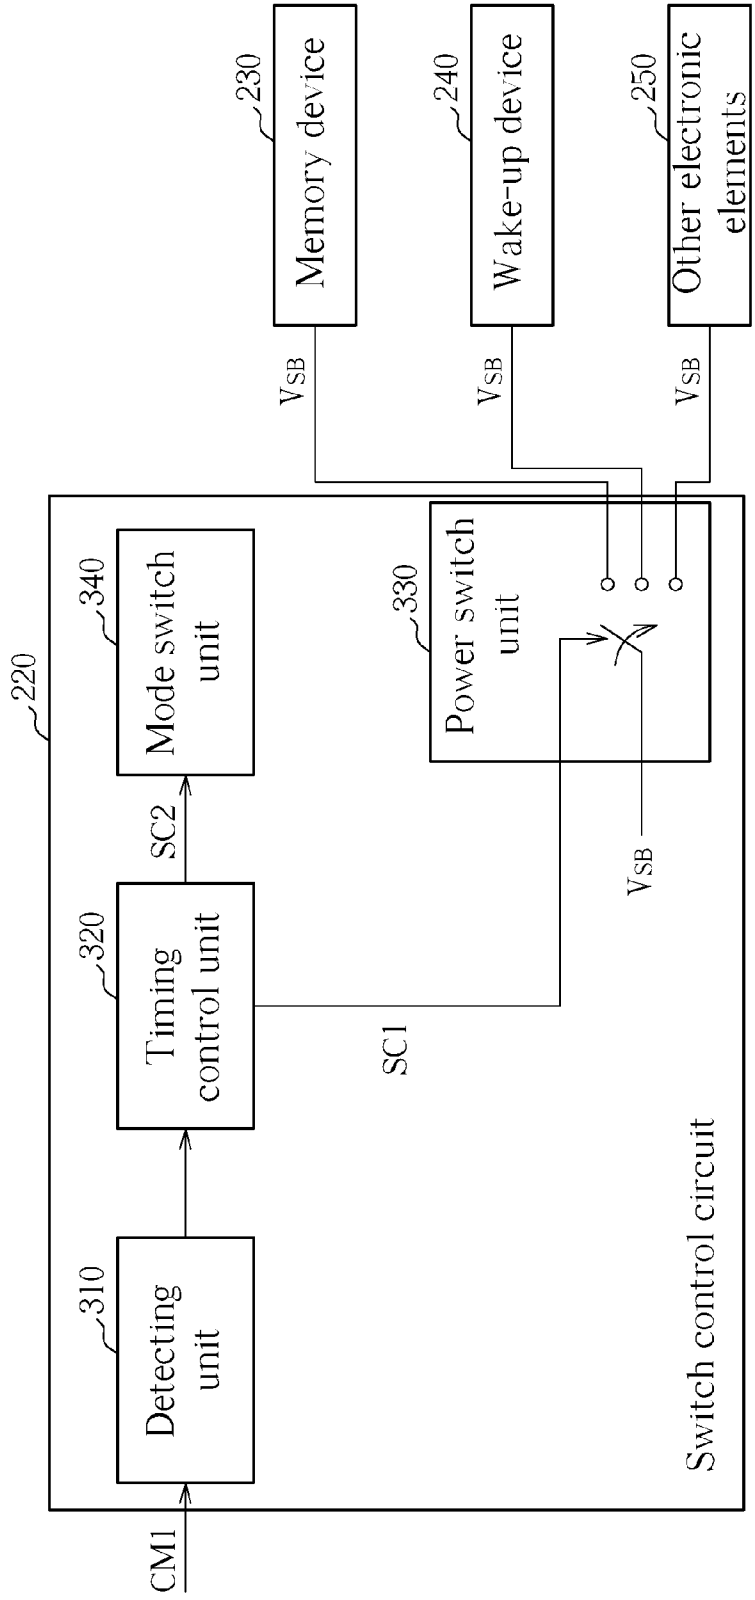 220
CM1
310
Detecting
unit
320
Timing
control unit
SC2
340
Mode switch
unit
SC1
330
Power switch
unit
VSB
Switch control circuit
VSB
230
Memory device
VSB
240
Wake-up device
VSB
250
Other electronic
elements